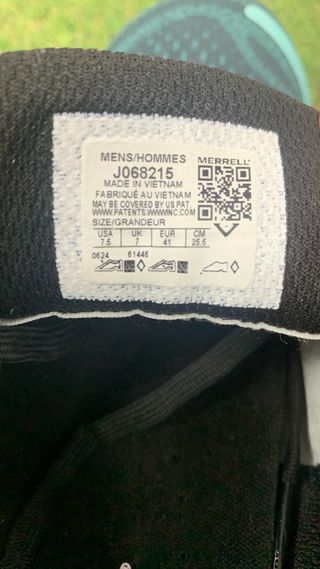 MENS/HOMMES MERRELL
J068215
MADE IN VIETNAM
FABRIQUÉ AU VIETNAM
MAY BE COVERED BY US PAT.
WWW.PATENTS.WWWINC.COM
SIZE/GRANDEUR
USA UK EUR CM
7.5 7 41 25.5
0624 61446